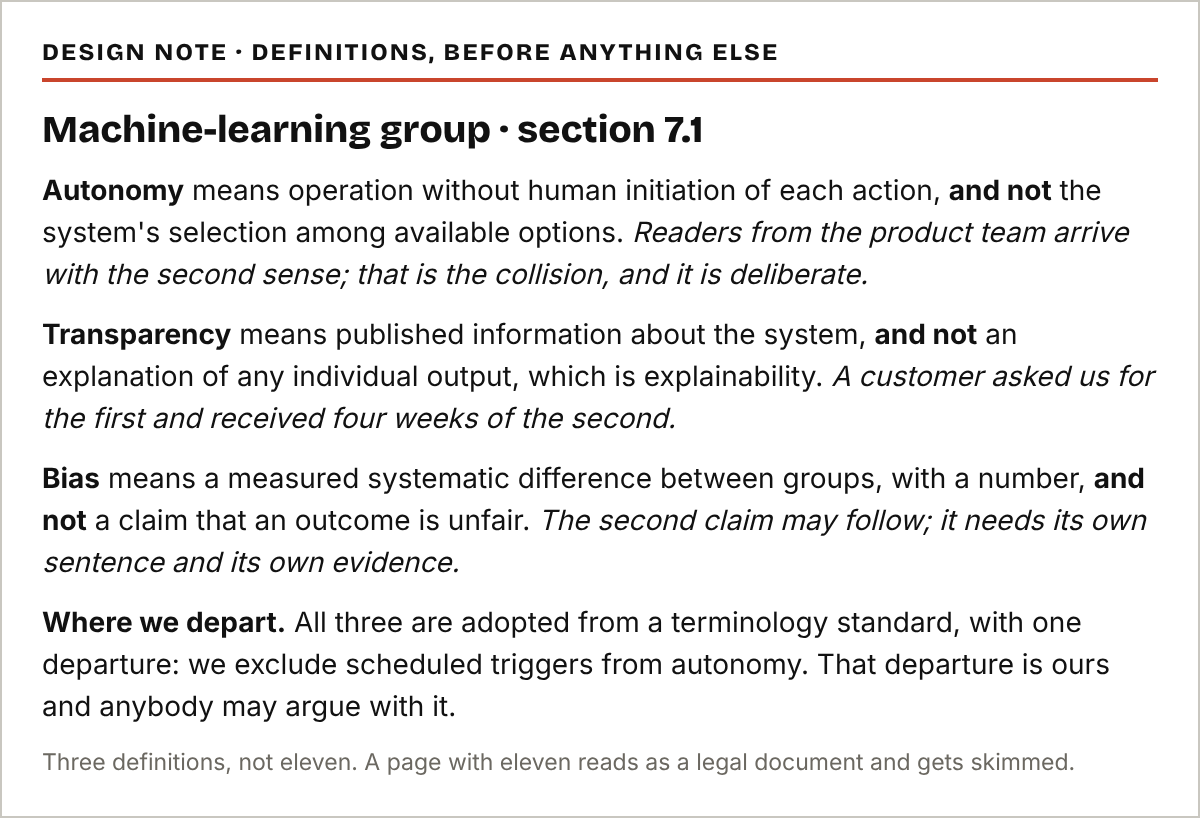 DESIGN NOTE · DEFINITIONS, BEFORE ANYTHING ELSE
Machine-learning group · section 7.1
Autonomy means operation without human initiation of each action, and not the
system's selection among available options. Readers from the product team arrive
with the second sense; that is the collision, and it is deliberate.
Transparency means published information about the system, and not an
explanation of any individual output, which is explainability. A customer asked us for
the first and received four weeks of the second.
Bias means a measured systematic difference between groups, with a number, and
not a claim that an outcome is unfair. The second claim may follow; it needs its own
sentence and its own evidence.
Where we depart. All three are adopted from a terminology standard, with one
departure: we exclude scheduled triggers from autonomy. That departure is ours
and anybody may argue with it.
Three definitions, not eleven. A page with eleven reads as a legal document and gets skimmed.